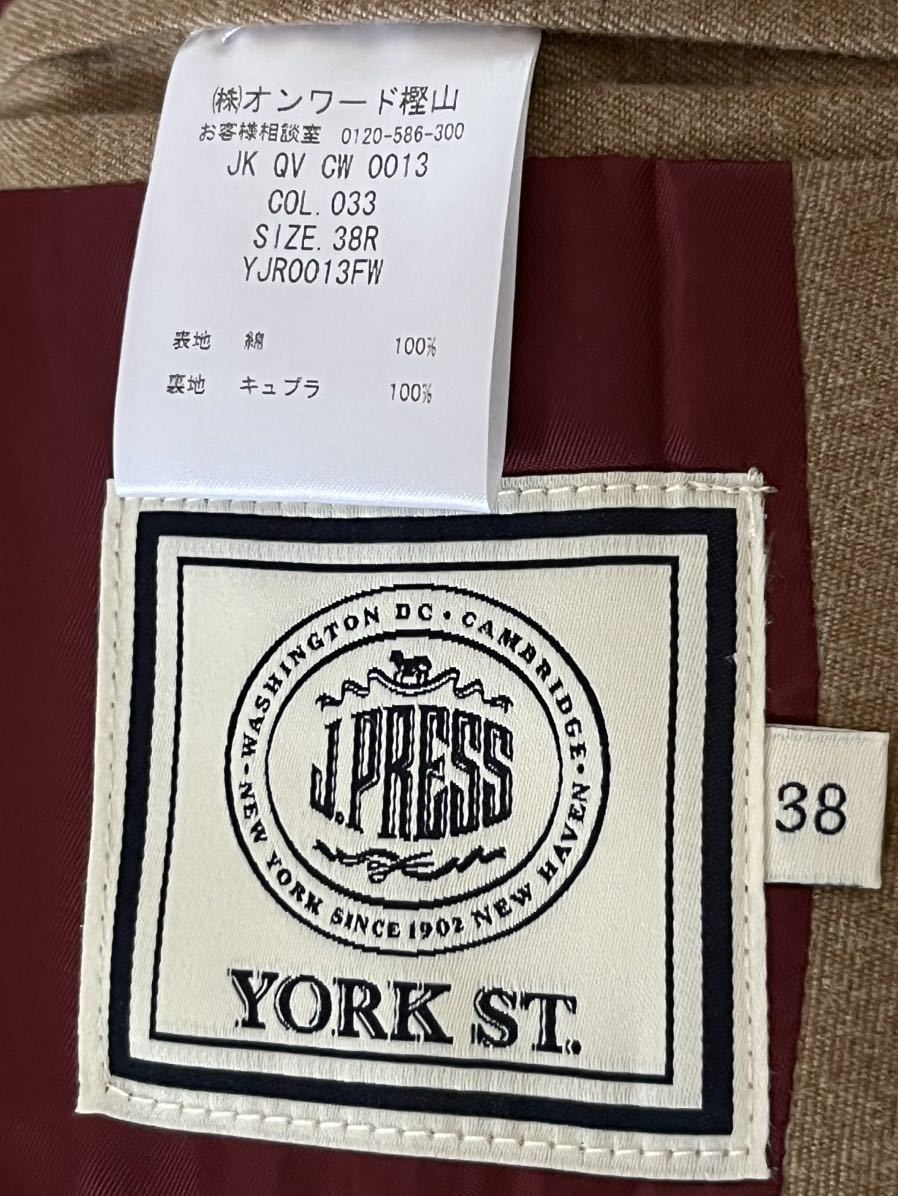 ㈱オンワード樫山
お客様相談室 0120-586-300
JK QV CW 0013
COL.033
SIZE.38R
YJR0013FW
表地 綿 100%
裏地 キュプラ 100%
NEW YORK • WASHINGTON DC • CAMBRIDGE • NEW HAVEN
SINCE 1902
J.PRESS
YORK ST.
38